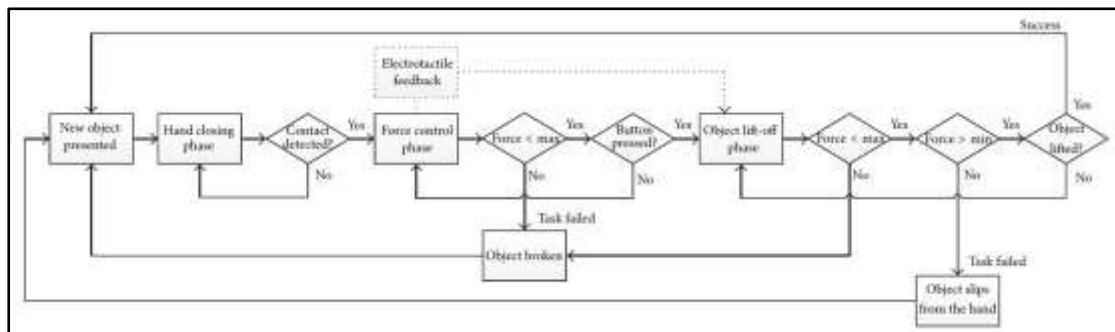 Success
Electrotactile
feedback
New object
presented
Hand closing
phase
Contact
detected?
Yes
Force control
phase
Force < max
Yes
Button
pressed?
Yes
Object lift-off
phase
Force < max
Yes
Force > min
Yes
Object
lifted?
Yes
No
No
No
No
No
No
Task failed
Object broken
Task failed
Object slips
from the hand